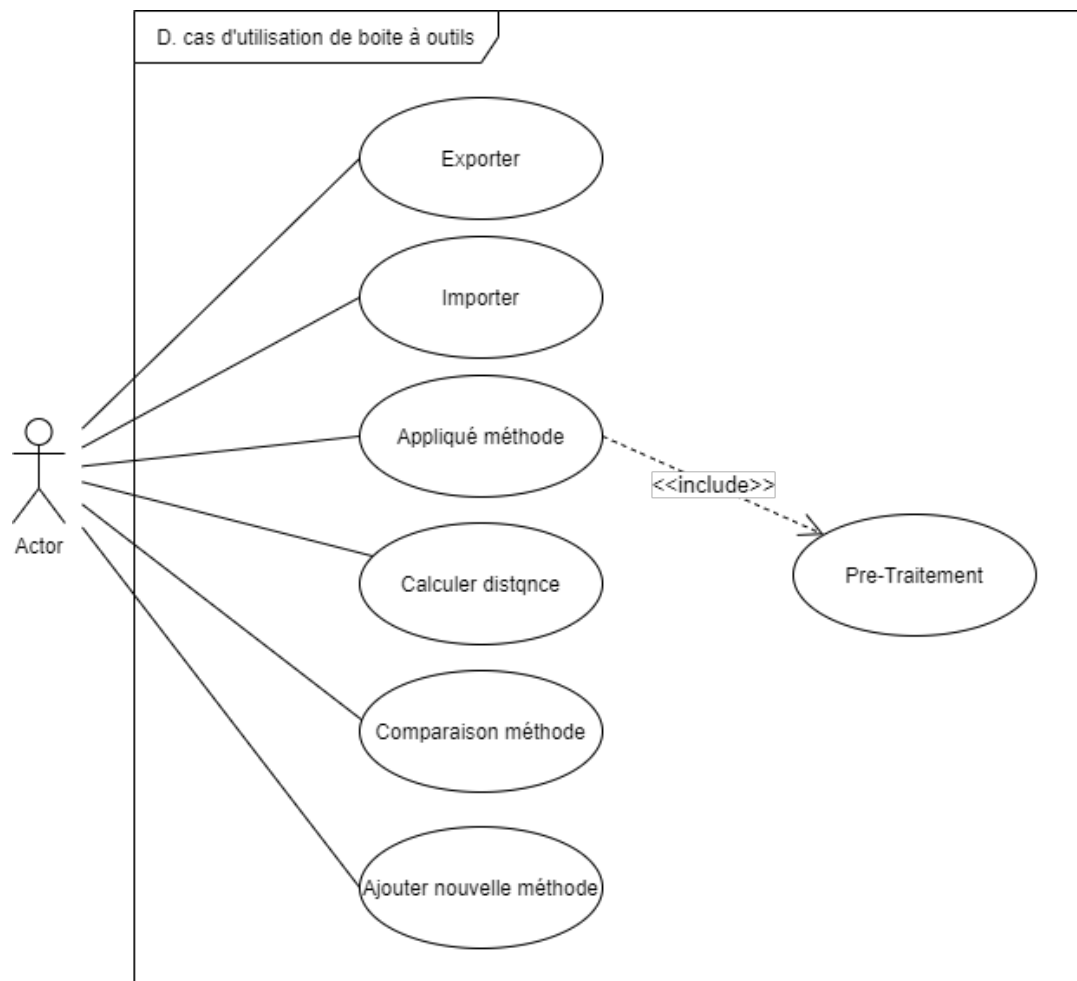 D. cas d'utilisation de boite à outils
Exporter
Importer
Appliqué méthode
<<include>>
Actor
Pre-Traitement
Calculer distqnce
Comparaison méthode
Ajouter nouvelle méthode